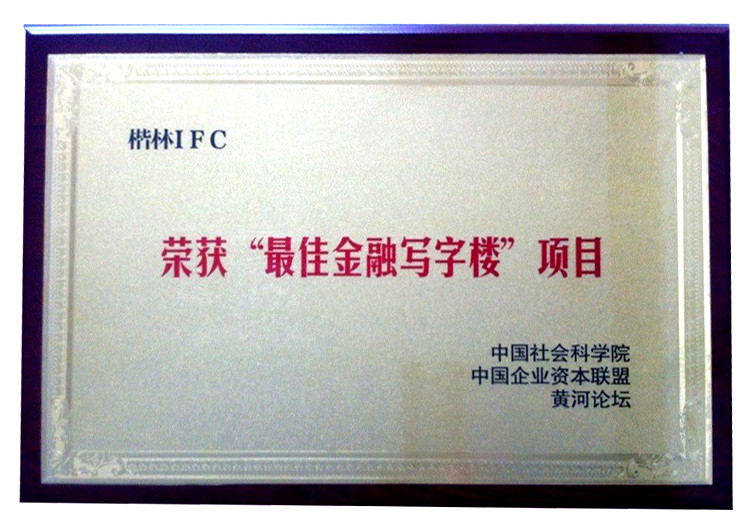 楷林IFC
荣获“最佳金融写字楼”项目
中国社会科学院
中国企业资本联盟
黄河论坛